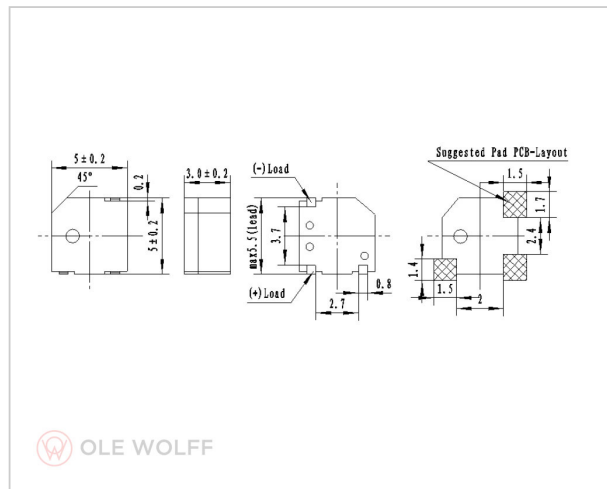 5±0.2
45°
0.2
5±0.2
3.0±0.2
(-)Load
max5.5(lead)
3.7
(+)Load
2.7
0.8
Suggested Pad PCB-Layout
1.5
1.7
2.4
1.4
1.5
2
OLE WOLFF